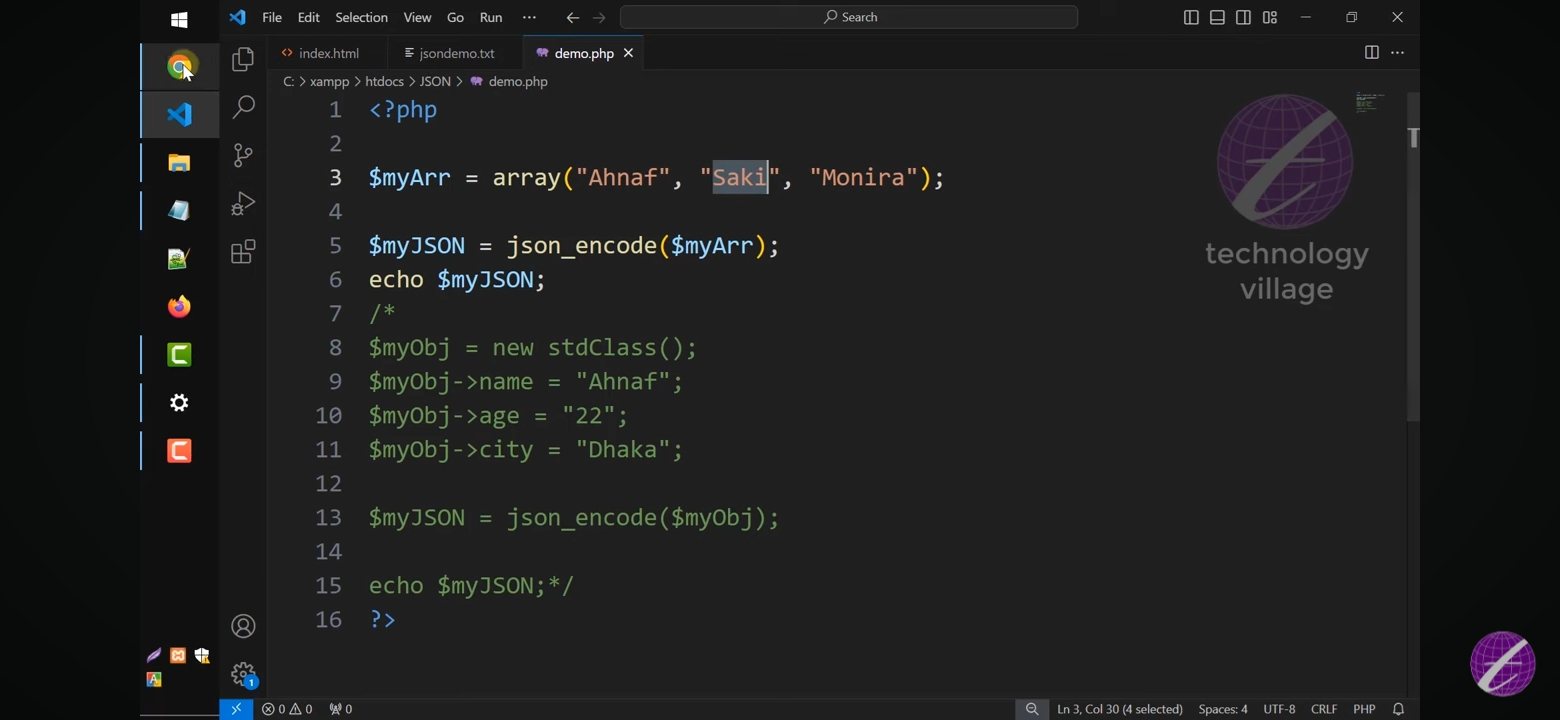 File Edit Selection View Go Run ··· Search
index.html jsondemo.txt demo.php
C: > xampp > htdocs > JSON > demo.php
1 <?php
2
3 $myArr = array("Ahnaf", "Saki", "Monira");
4
5 $myJSON = json_encode($myArr);
6 echo $myJSON;
7 /*
8 $myObj = new stdClass();
9 $myObj->name = "Ahnaf";
10 $myObj->age = "22";
11 $myObj->city = "Dhaka";
12
13 $myJSON = json_encode($myObj);
14
15 echo $myJSON;*/
16 ?>
technology
village
1
0 0 0 Ln 3, Col 30 (4 selected) Spaces: 4 UTF-8 CRLF PHP